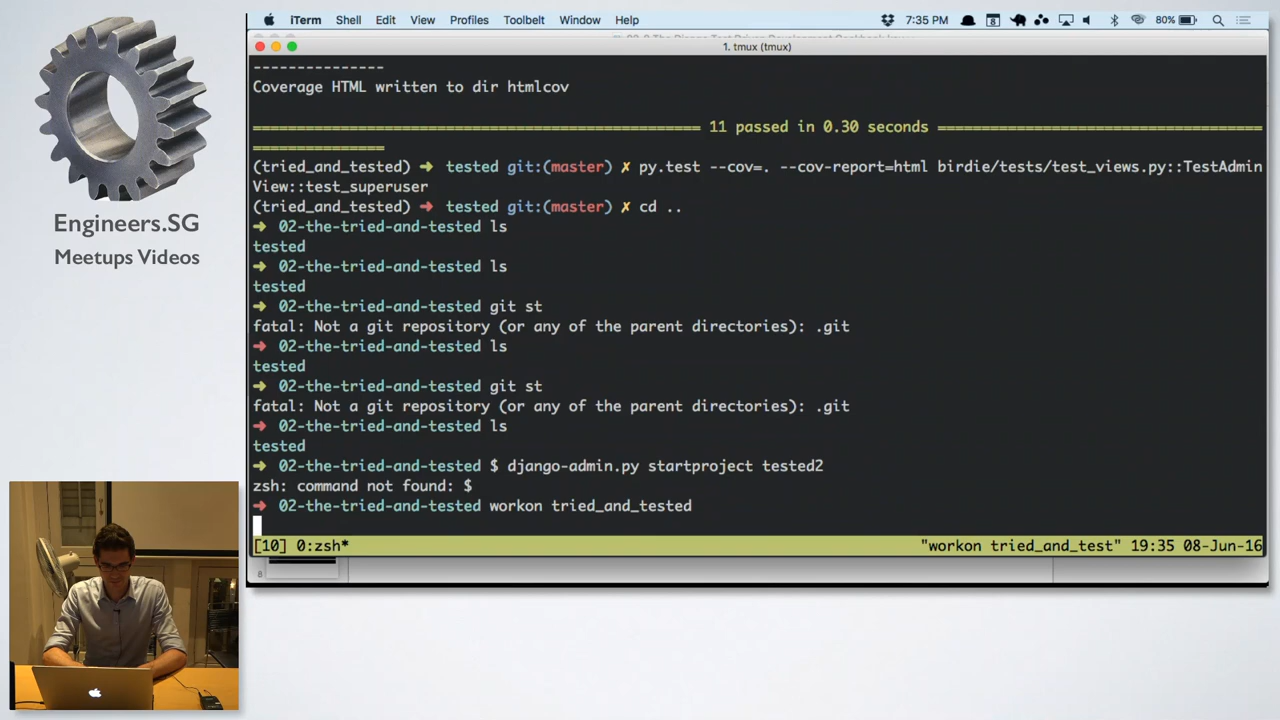 iTerm Shell Edit View Profiles Toolbelt Window Help 7:35 PM 8 80%
1. tmux (tmux)
---------------
Coverage HTML written to dir htmlcov
11 passed in 0.30 seconds
(tried_and_tested) ➜ tested git:(master) ✗ py.test --cov=. --cov-report=html birdie/tests/test_views.py::TestAdmin
View::test_superuser
(tried_and_tested) ➜ tested git:(master) ✗ cd ..
➜ 02-the-tried-and-tested ls
tested
➜ 02-the-tried-and-tested ls
tested
➜ 02-the-tried-and-tested git st
fatal: Not a git repository (or any of the parent directories): .git
➜ 02-the-tried-and-tested ls
tested
➜ 02-the-tried-and-tested git st
fatal: Not a git repository (or any of the parent directories): .git
➜ 02-the-tried-and-tested ls
tested
➜ 02-the-tried-and-tested $ django-admin.py startproject tested2
zsh: command not found: $
➜ 02-the-tried-and-tested workon tried_and_tested
[10] 0:zsh* "workon tried_and_test" 19:35 08-Jun-16
8
Engineers.SG
Meetups Videos